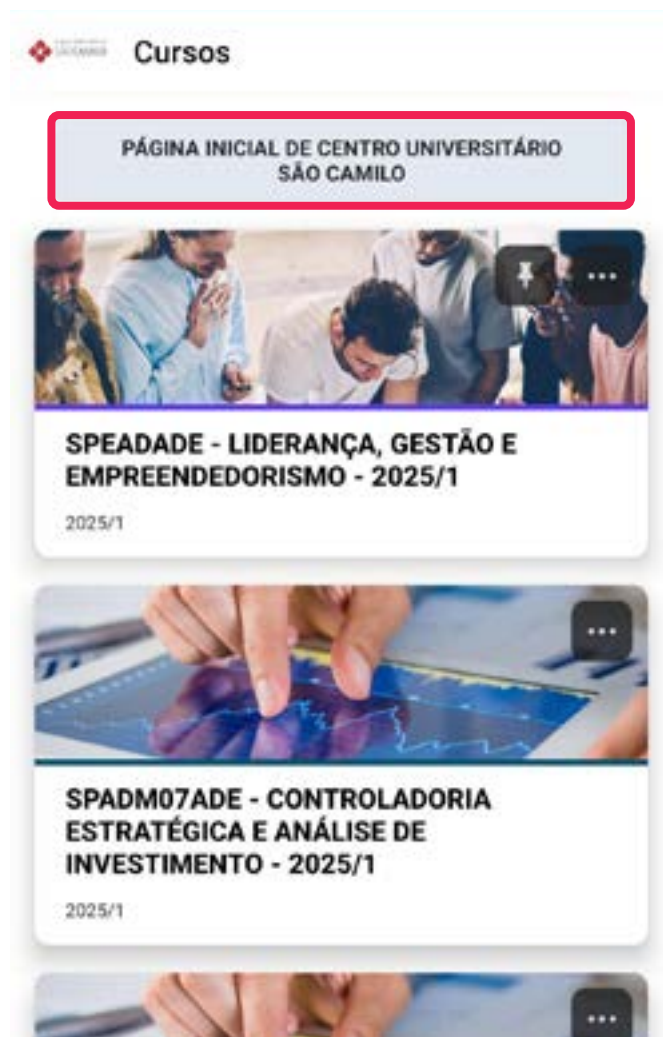 Cursos
PÁGINA INICIAL DE CENTRO UNIVERSITÁRIO
SÃO CAMILO
SPEADADE - LIDERANÇA, GESTÃO E
EMPREENDEDORISMO - 2025/1
2025/1
SPADM07ADE - CONTROLADORIA
ESTRATÉGICA E ANÁLISE DE
INVESTIMENTO - 2025/1
2025/1